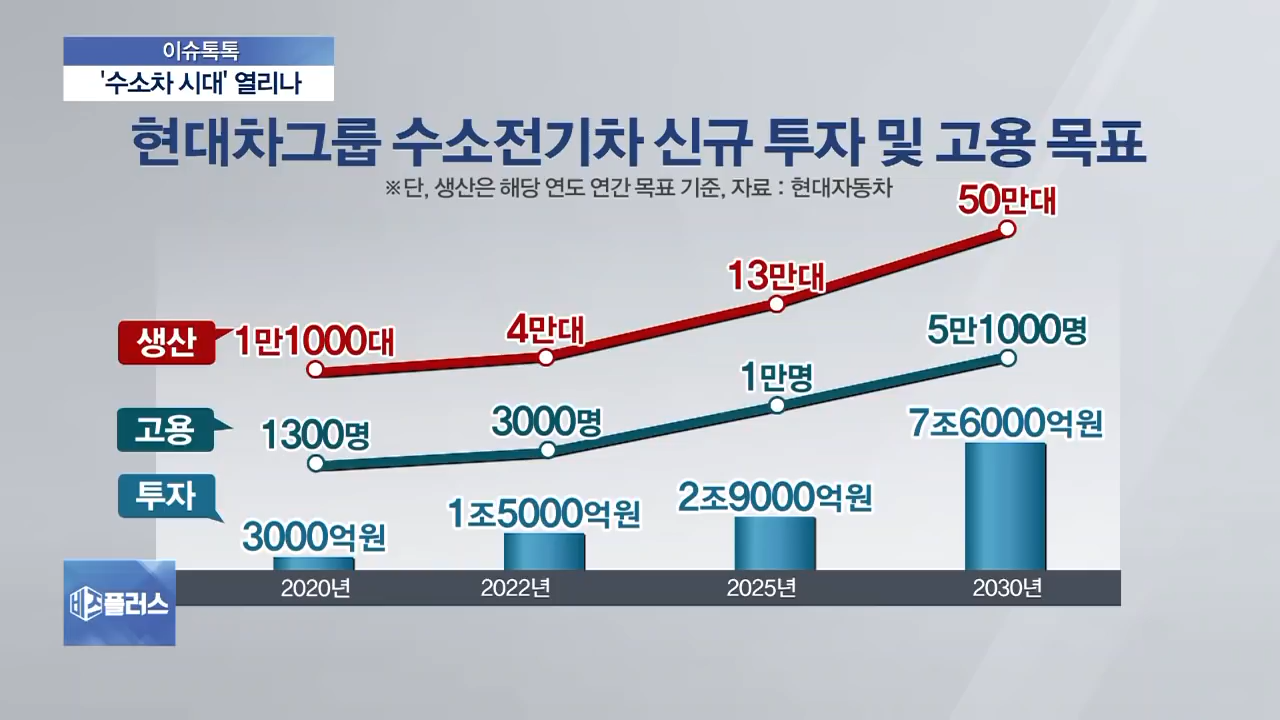 이슈톡톡
'수소차 시대' 열리나
현대차그룹 수소전기차 신규 투자 및 고용 목표
※단, 생산은 해당 연도 연간 목표 기준, 자료 : 현대자동차
생산
1만1000대
4만대
13만대
50만대
고용
1300명
3000명
1만명
5만1000명
투자
3000억원
1조5000억원
2조9000억원
7조6000억원
2020년
2022년
2025년
2030년
비즈플러스